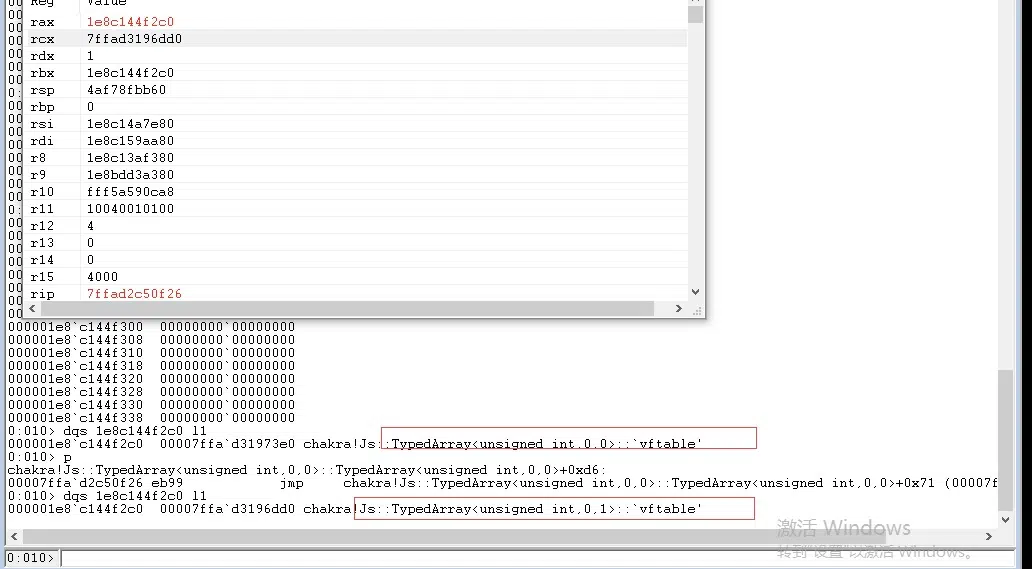 Reg Value
rax 1e8c144f2c0
rcx 7ffad3196dd0
rdx 1
rbx 1e8c144f2c0
rsp 4af78fbb60
rbp 0
rsi 1e8c14a7e80
rdi 1e8c159aa80
r8 1e8c13af380
r9 1e8bdd3a380
r10 fff5a590ca8
r11 10040010100
r12 4
r13 0
r14 0
r15 4000
rip 7ffad2c50f26
000001e8`c144f300 00000000`00000000
000001e8`c144f308 00000000`00000000
000001e8`c144f310 00000000`00000000
000001e8`c144f318 00000000`00000000
000001e8`c144f320 00000000`00000000
000001e8`c144f328 00000000`00000000
000001e8`c144f330 00000000`00000000
000001e8`c144f338 00000000`00000000
0:010> dqs 1e8c144f2c0 l1
000001e8`c144f2c0 00007ffa`d31973e0 chakra!Js::TypedArray<unsigned int,0,0>::`vftable'
0:010> p
chakra!Js::TypedArray<unsigned int,0,0>::TypedArray<unsigned int,0,0>+0xd6:
00007ffa`d2c50f26 eb99 jmp chakra!Js::TypedArray<unsigned int,0,0>::TypedArray<unsigned int,0,0>+0x71 (00007f
0:010> dqs 1e8c144f2c0 l1
000001e8`c144f2c0 00007ffa`d3196dd0 chakra!Js::TypedArray<unsigned int,0,1>::`vftable'
激活 Windows
转到"设置"以激活 Windows。
0:010>